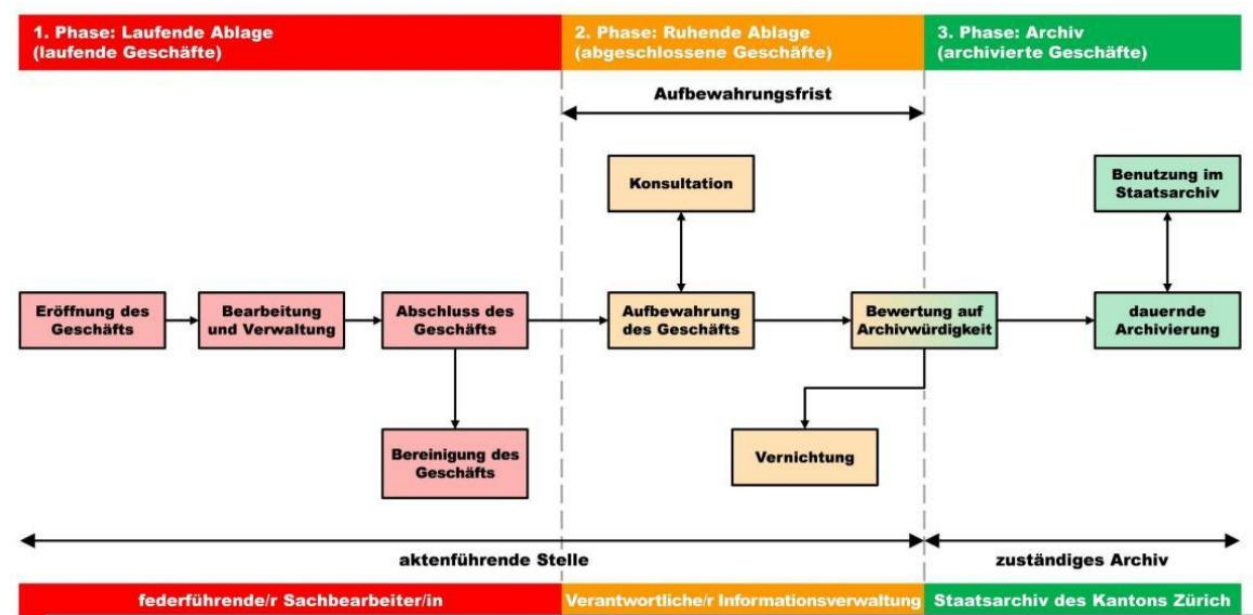 1. Phase: Laufende Ablage
(laufende Geschäfte)
2. Phase: Ruhende Ablage
(abgeschlossene Geschäfte)
3. Phase: Archiv
(archivierte Geschäfte)
Aufbewahrungsfrist
Konsultation
Benutzung im
Staatsarchiv
Eröffnung des
Geschäfts
Bearbeitung
und Verwaltung
Abschluss des
Geschäfts
Aufbewahrung
des Geschäfts
Bewertung auf
Archivwürdigkeit
dauernde
Archivierung
Bereinigung des
Geschäfts
Vernichtung
aktenführende Stelle
zuständiges Archiv
federführende/r Sachbearbeiter/in
Verantwortliche/r Informationsverwaltung
Staatsarchiv des Kantons Zürich